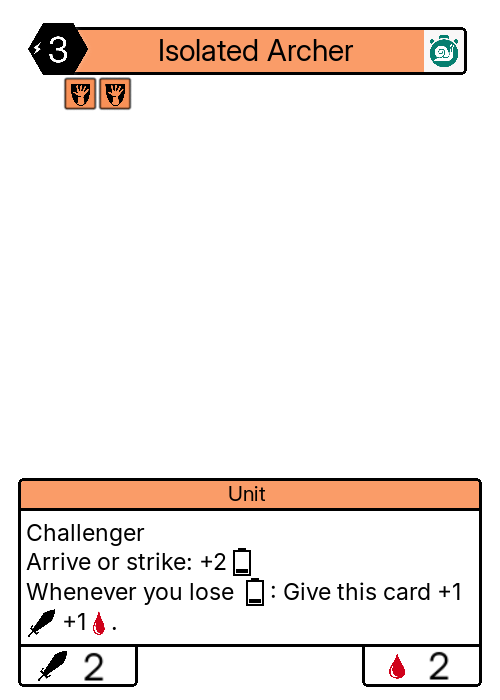 3
Isolated Archer
Unit
Challenger
Arrive or strike: +2
Whenever you lose : Give this card +1
+1 .
2
2